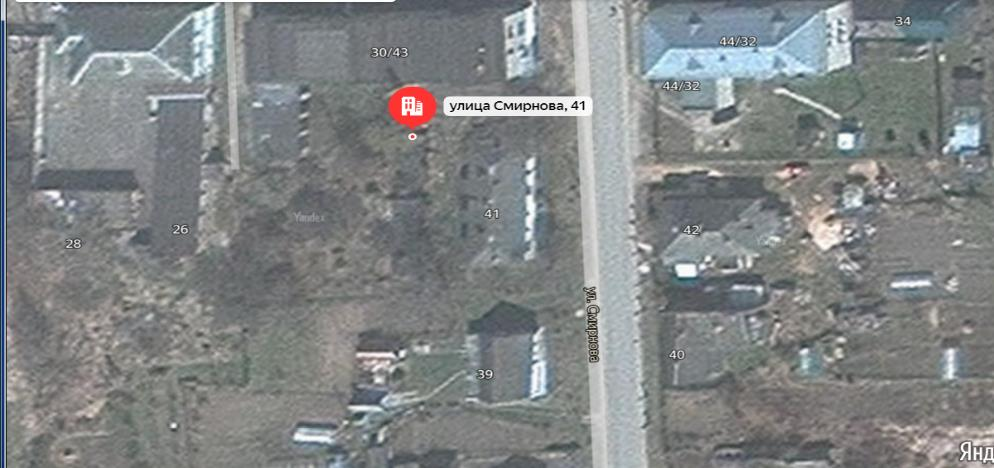 34
30/43
44/32
44/32
улица Смирнова, 41
Yandex
41
26
42
Yandex
28
ул. Смирнова
39
40
Янд